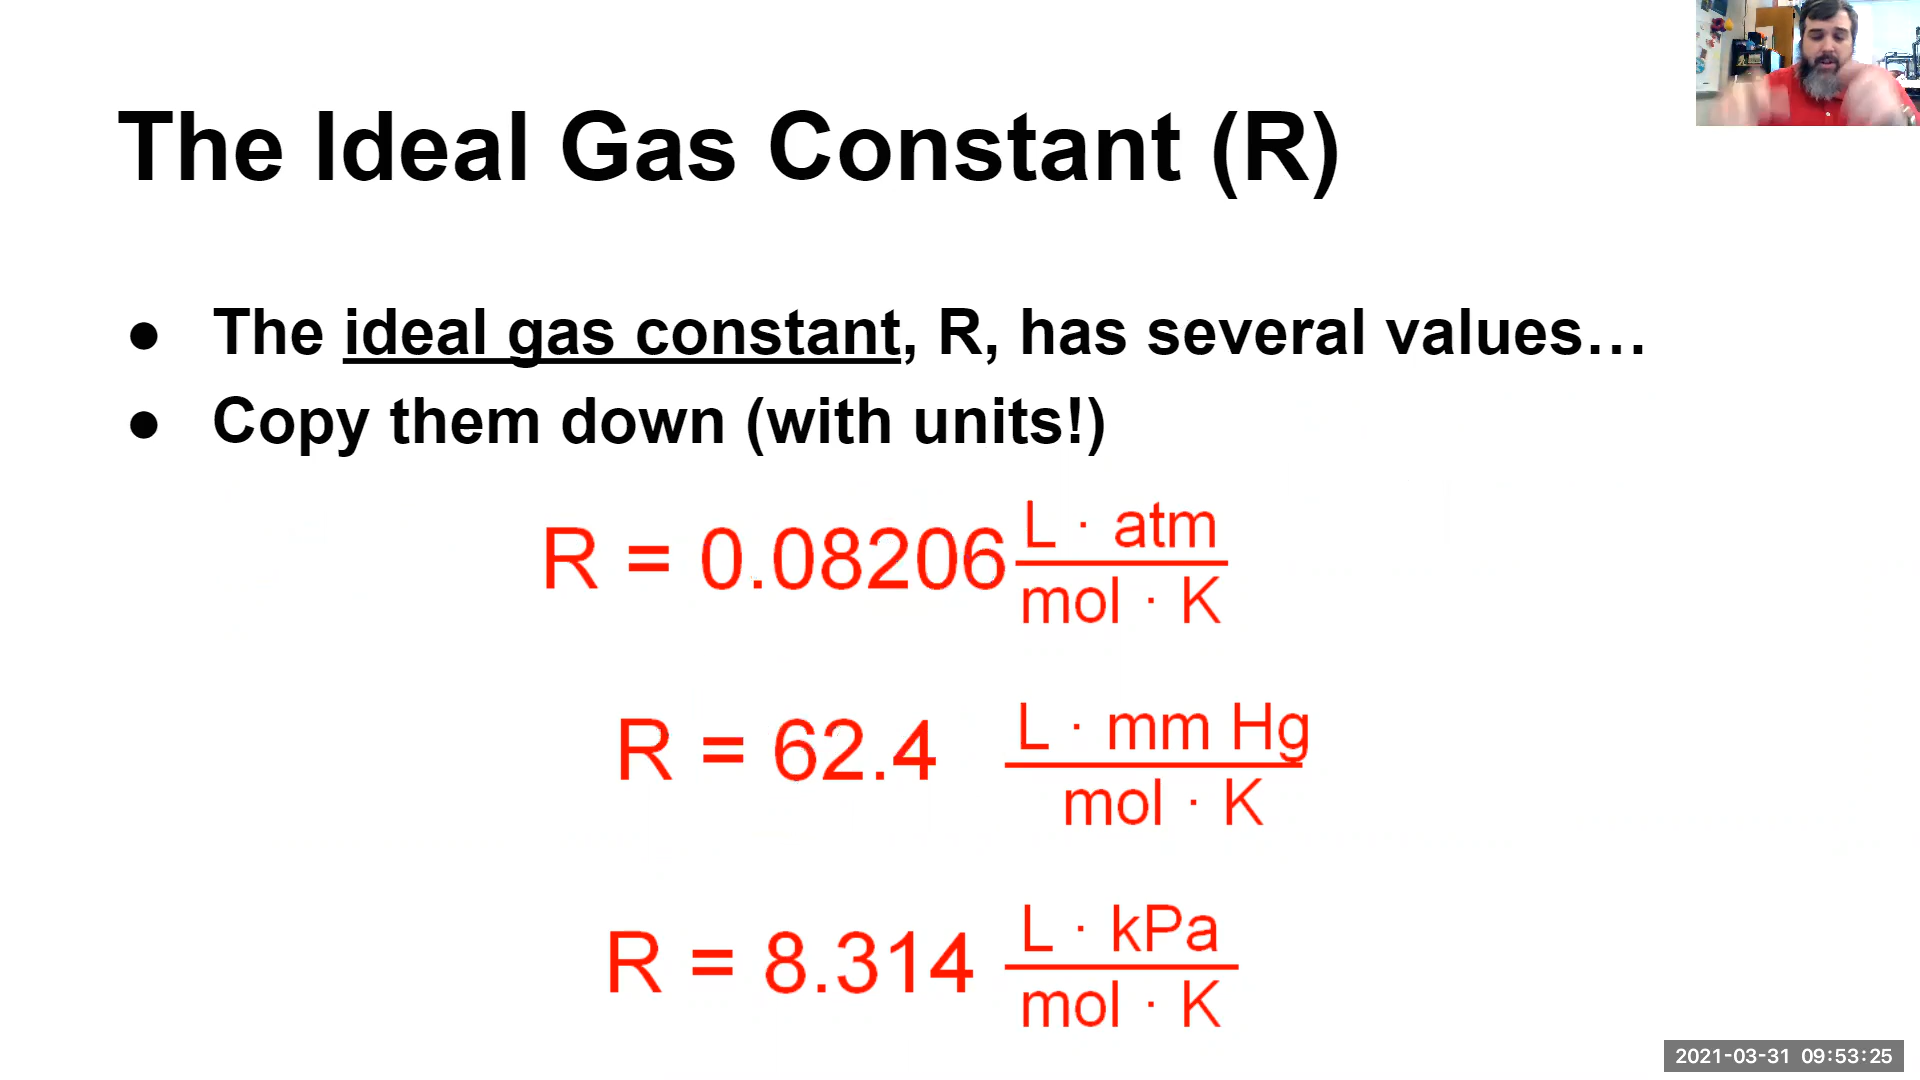 The Ideal Gas Constant (R)
● The ideal gas constant, R, has several values…
● Copy them down (with units!)
R = 0.08206 L · atm
mol · K
R = 62.4 L · mm Hg
mol · K
R = 8.314 L · kPa
mol · K
2021-03-31 09:53:25